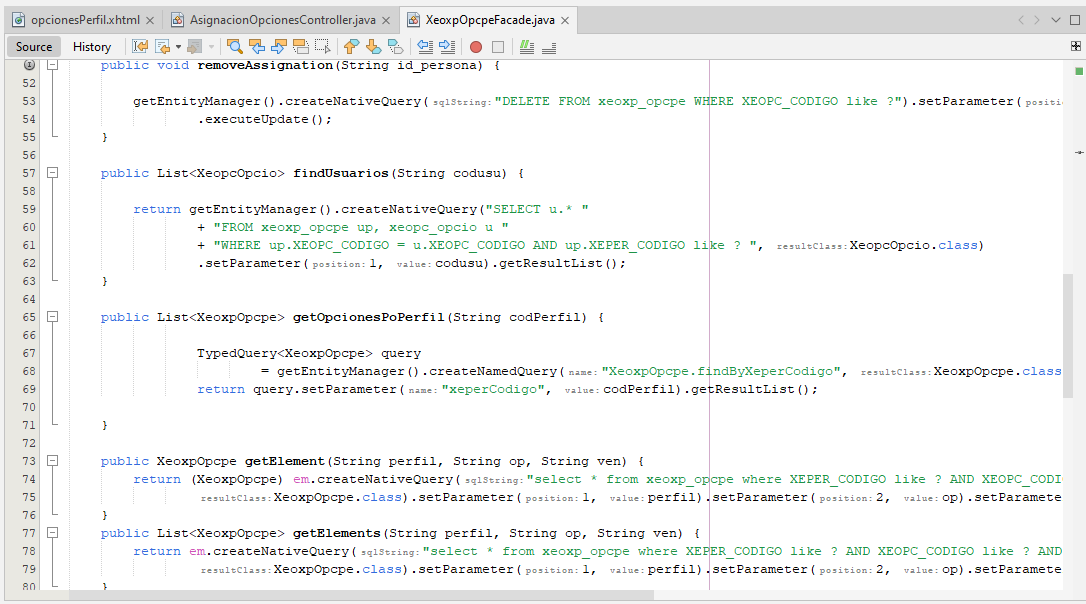 opcionesPerfil.xhtml AsignacionOpcionesController.java XeoxpOpcpeFacade.java
Source History
public void removeAssignation(String id_persona) {
52
53 getEntityManager().createNativeQuery(sqlString:"DELETE FROM xeoxp_opcpe WHERE XEOPC_CODIGO like ?").setParameter(positi
54 .executeUpdate();
55 }
56
57 public List<XeopcOpcio> findUsuarios(String codusu) {
58
59 return getEntityManager().createNativeQuery("SELECT u.* "
60 + "FROM xeoxp_opcpe up, xeopc_opcio u "
61 + "WHERE up.XEOPC_CODIGO = u.XEOPC_CODIGO AND up.XEPER_CODIGO like ? ", resultClass:XeopcOpcio.class)
62 .setParameter(position:1, value:codusu).getResultList();
63 }
64
65 public List<XeoxpOpcpe> getOpcionesPoPerfil(String codPerfil) {
66
67 TypedQuery<XeoxpOpcpe> query
68 = getEntityManager().createNamedQuery(name:"XeoxpOpcpe.findByXeperCodigo", resultClass:XeoxpOpcpe.class
69 return query.setParameter(name:"xeperCodigo", value:codPerfil).getResultList();
70
71 }
72
73 public XeoxpOpcpe getElement(String perfil, String op, String ven) {
74 return (XeoxpOpcpe) em.createNativeQuery(sqlString:"select * from xeoxp_opcpe where XEPER_CODIGO like ? AND XEOPC_CODI
75 resultClass:XeoxpOpcpe.class).setParameter(position:1, value:perfil).setParameter(position:2, value:op).setParamete
76 }
77 public List<XeoxpOpcpe> getElements(String perfil, String op, String ven) {
78 return em.createNativeQuery(sqlString:"select * from xeoxp_opcpe where XEPER_CODIGO like ? AND XEOPC_CODIGO like ? AND
79 resultClass:XeoxpOpcpe.class).setParameter(position:1, value:perfil).setParameter(position:2, value:op).setParamete
80 }